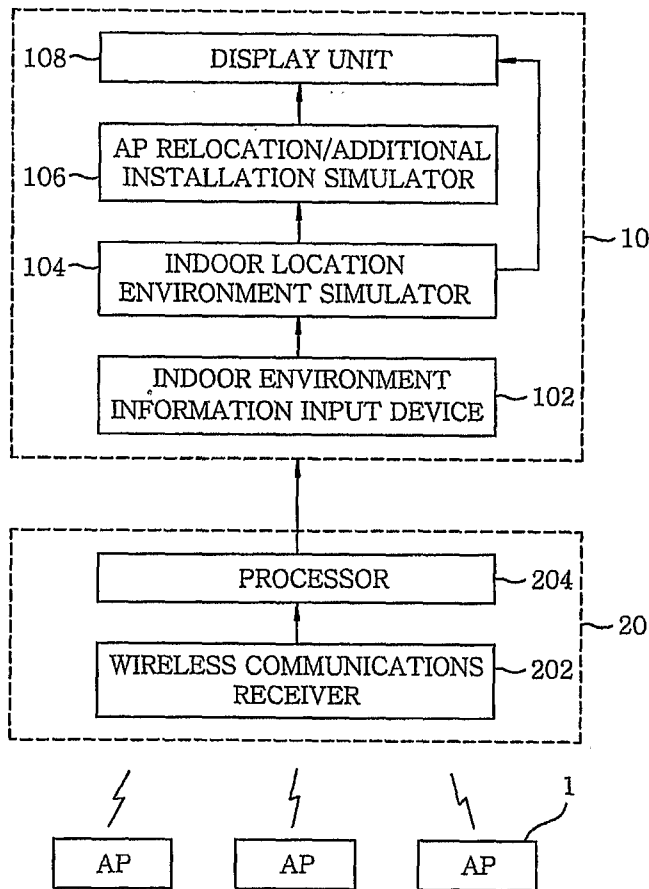 108
DISPLAY UNIT
106
AP RELOCATION/ADDITIONAL
INSTALLATION SIMULATOR
10
104
INDOOR LOCATION
ENVIRONMENT SIMULATOR
INDOOR ENVIRONMENT
INFORMATION INPUT DEVICE
102
PROCESSOR
204
20
WIRELESS COMMUNICATIONS
RECEIVER
202
1
AP
AP
AP